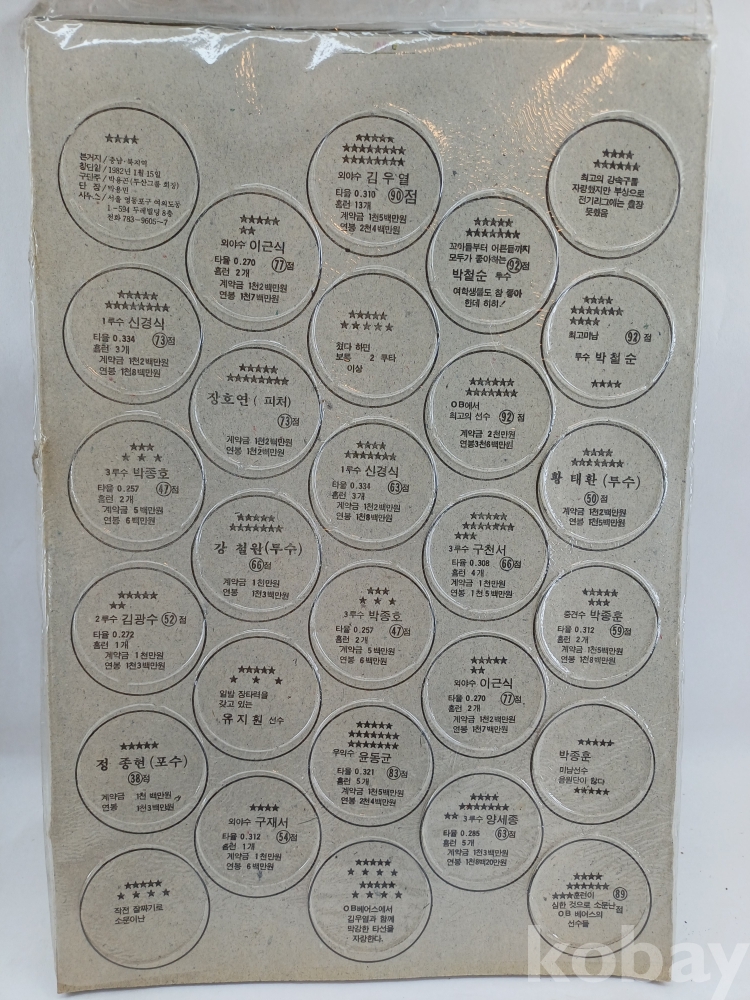 ★★★★
본거지/충남·북지역
창단일/1982년 1월 15일
구단주/박용곤(두산그룹 회장)
단 장/박용민
사무소/서울 영등포구 여의도동
1-594 두레빌딩 8층
전화 783-9605~7
★★★★★
★★★★★★★★
★★★★★★★★
외야수 김우열
타율 0.310 90점
홈런 13개
계약금 1천5백만원
연봉 2천4백만원
★★★★
최고의 강속구를
자랑했지만 부상으로
전기리그에는 출장
못했음
★★★★★
★★
외야수 이근식
타율 0.270 77점
홈런 2개
계약금 1천2백만원
연봉 1천7백만원
★★★★
★★★★★★★
꼬마들부터 어른들까지
모두가 좋아하는 92점
박철순 투수
여학생들도 참 좋아
한데 히히!
★★★★★
★★★★★★★★
1루수 신경식
타율 0.334 73점
홈런 3개
계약금 1천2백만원
연봉 1천8백만원
★★★★★
★★★★★
쳤다 하면
보통 2루타
이상
★★★★
★★★★★★★
★★★★
최고미남 92점
투수 박철순
★★★★
★★★★★
★★★★★★★★
장호연(피처)
73점
계약금 1천2백만원
연봉 1천2백만원
★★★★
★★★★★★★
OB에서
최고의 선수 92점
계약금 2천만원
연봉3천6백만원
★★★
★★★
3루수 박종호
타율 0.257 47점
홈런 2개
계약금 5백만원
연봉 6백만원
★★★★
★★★★★★★
1루수 신경식
타율 0.334 63점
홈런 3개
계약금 1천2백만원
연봉 1천8백만원
★★★★
★★★★★★★
황태환(투수)
50점
계약금 1천2백만원
연봉 1천5백만원
★★★★★
★★★★★★★★
강철원(투수)
66점
계약금 1천만원
연봉 1천3백만원
★★★★
★★★★★★★
★★★
3루수 구천서
타율 0.308 66점
홈런 4개
계약금 1천만원
연봉 1천5백만원
★★★★★
★★
2루수 김광수 52점
타율 0.272
홈런 1개
계약금 1천만원
연봉 1천3백만원
★★★
★★★
3루수 박종호
타율 0.257 47점
홈런 2개
계약금 5백만원
연봉 6백만원
★★★★
★★★★★★★
중견수 박종훈
타율 0.312 59점
홈런 2개
계약금 1천5백만원
연봉 1천8백만원
★★★★★
★★★
일발 장타력을
갖고 있는
유지훤 선수
★★★★★
★★
외야수 이근식
타율 0.270 77점
홈런 2개
계약금 1천2백만원
연봉 1천7백만원
★★★★★
정종현(포수)
38점
계약금 1천 백만원
연봉 1천3백만원
★★★★★
★★★★★★★★
★★★★★★★★
윤동균
타율 0.321 83점
홈런 5개
계약금 1천5백만원
연봉 2천4백만원
★★★★
박종훈
미남선수
응원단이 많다
★★★★★
★★★★
★★★★★★★
외야수 구재서
타율 0.312 54점
홈런 1개
계약금 1천만원
연봉 6백만원
★★★★
★★★★★★★
★★ 3루수 양세종
타율 0.285 63점
홈런 5개
계약금 1천3백만원
연봉 1천8백20만원
★★★★★
★★★★
작전 잘짜기로
소문이난
★★★★★
★★★★
★★★★★
OB베어스에서
김우열과 함께
막강한 타선을
자랑한다.
★★★★
★★★★★★★
★★★훈련이 89점
심한 것으로 소문난
OB 베어스의
선수들
kobay